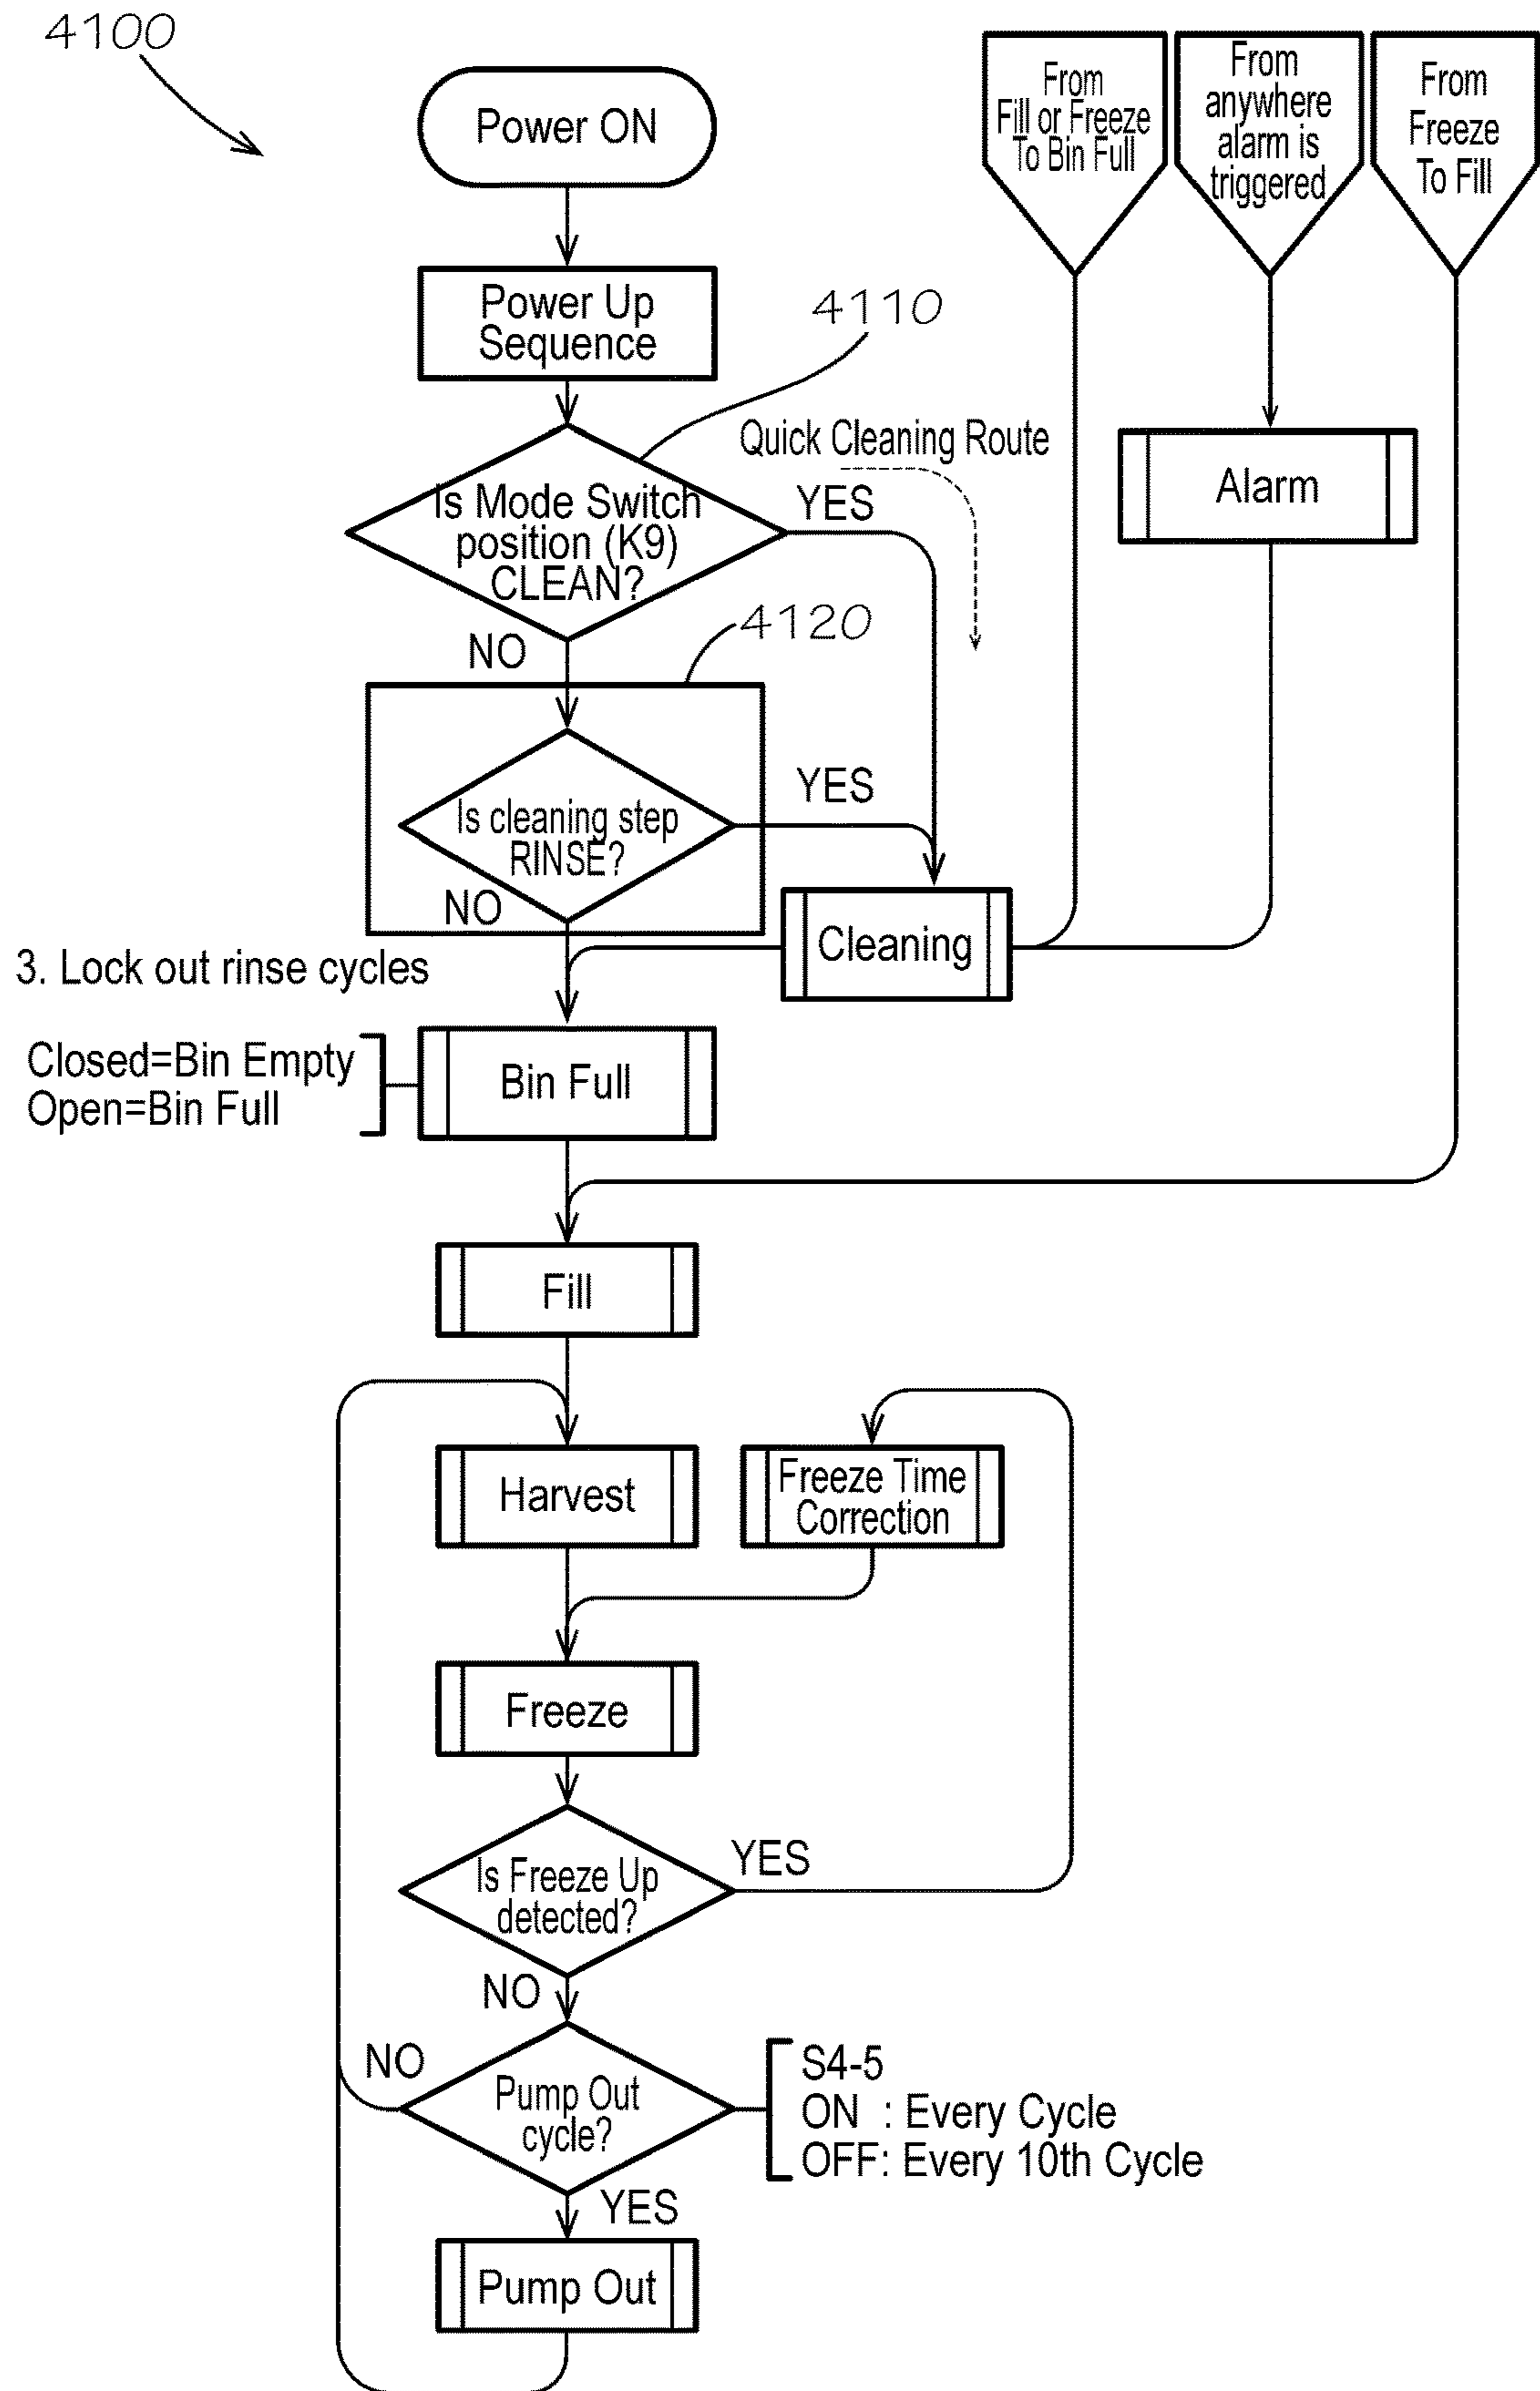 4100
Power ON
From
Fill or Freeze
To Bin Full
From
anywhere
alarm is
triggered
From
Freeze
To Fill
Power Up
Sequence
4110
Quick Cleaning Route
Is Mode Switch
position (K9)
CLEAN?
YES
Alarm
NO
4120
Is cleaning step
RINSE?
YES
NO
Cleaning
3. Lock out rinse cycles
Closed=Bin Empty
Open=Bin Full
Bin Full
Fill
Harvest
Freeze Time
Correction
Freeze
Is Freeze Up
detected?
YES
NO
NO
Pump Out
cycle?
S4-5
ON : Every Cycle
OFF: Every 10th Cycle
YES
Pump Out